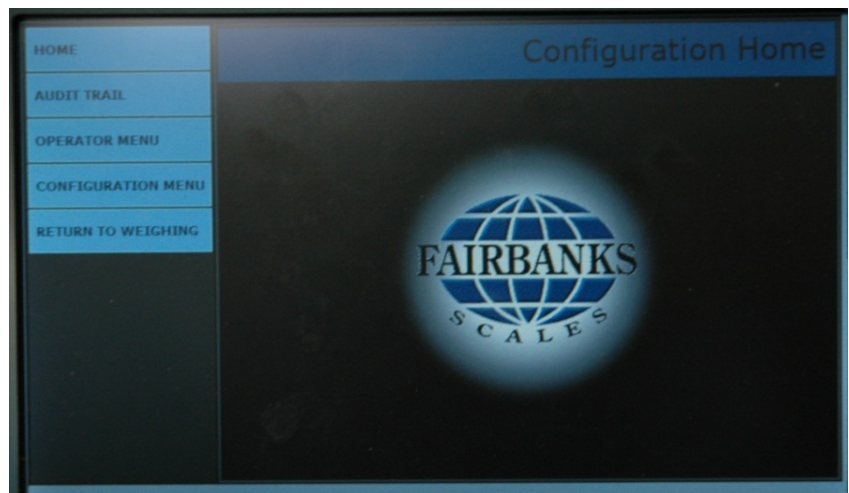 HOME
Configuration Home
AUDIT TRAIL
OPERATOR MENU
CONFIGURATION MENU
RETURN TO WEIGHING
FAIRBANKS
SCALES